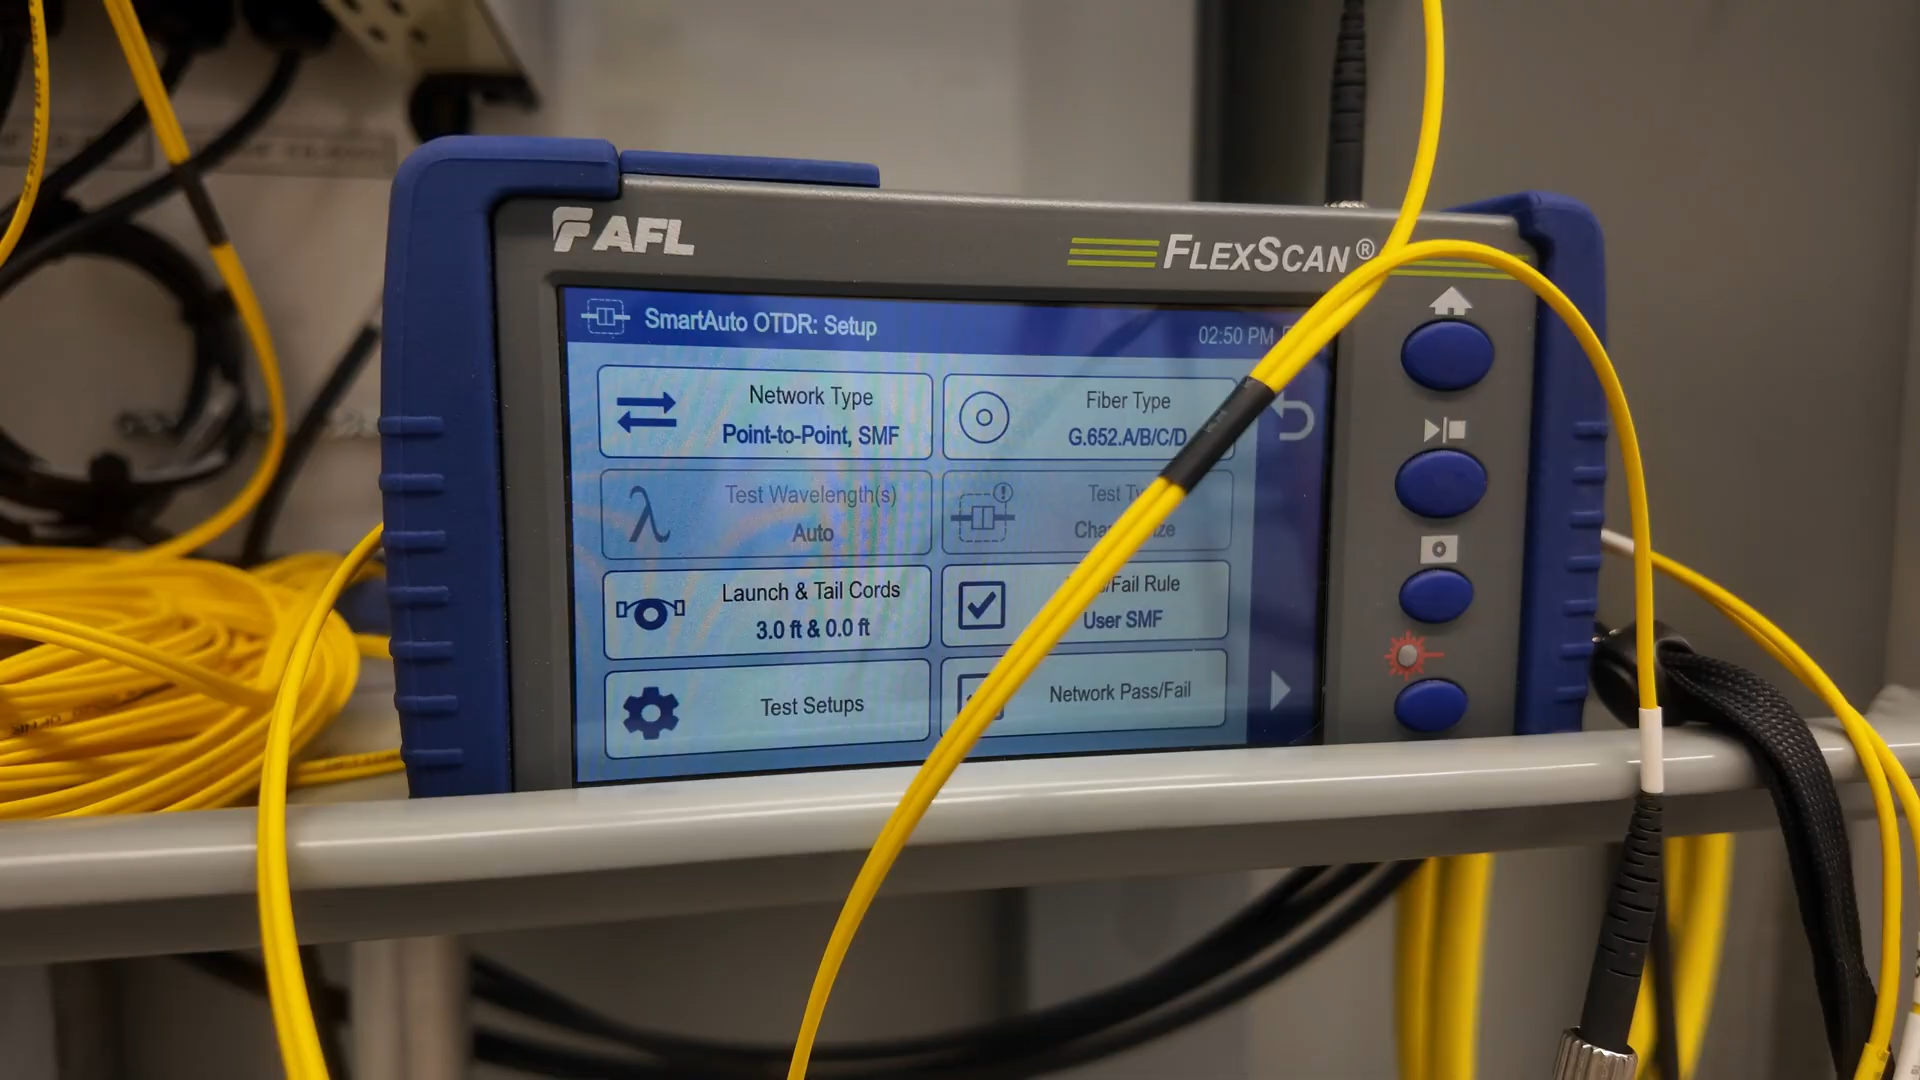 AFL
FLEXSCAN®
SmartAuto OTDR: Setup
02:50 PM
Network Type
Point-to-Point, SMF
Fiber Type
G.652.A/B/C/D
Test Wavelength(s)
Auto
Test
Launch & Tail Cords
3.0 ft & 0.0 ft
/Fail Rule
User SMF
Test Setups
Network Pass/Fail